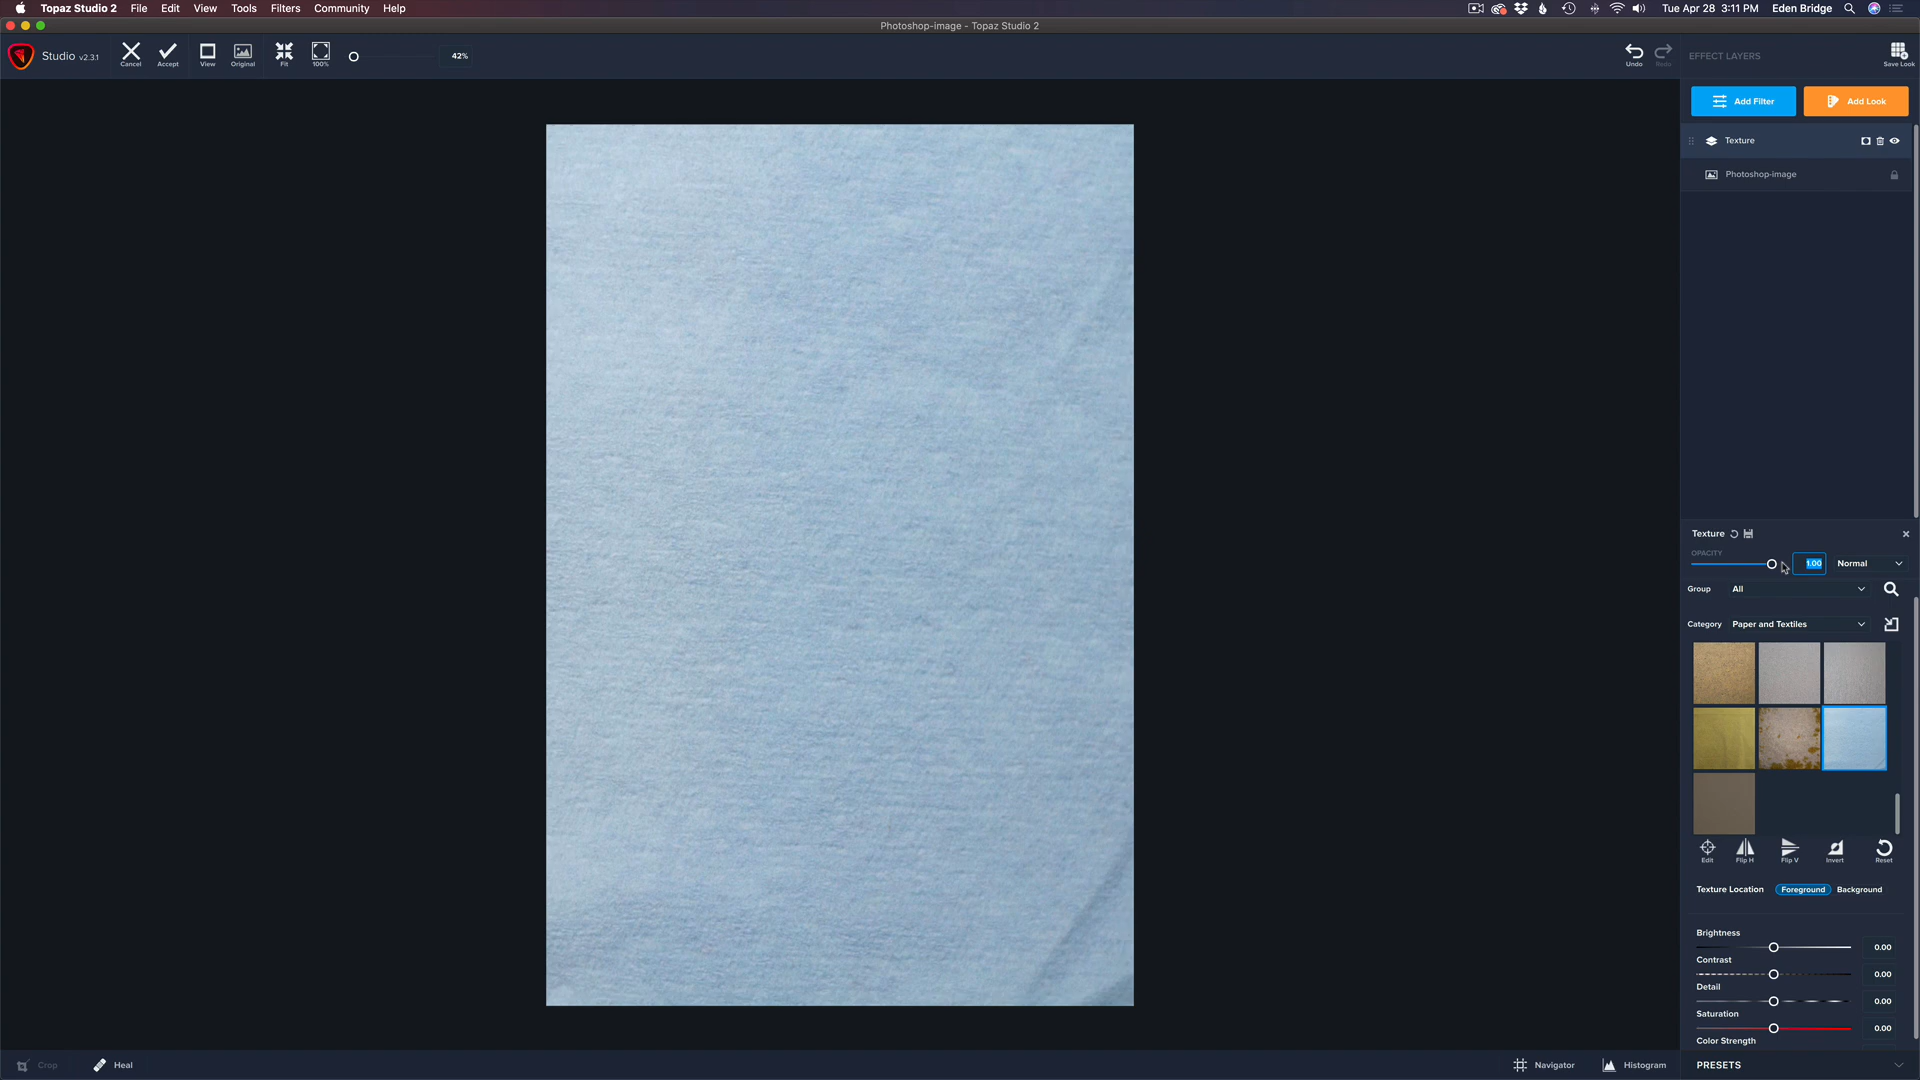 Topaz Studio 2 File Edit View Tools Filters Community Help Tue Apr 28 3:11 PM Eden Bridge
Photoshop-image - Topaz Studio 2
Studio v2.3.1
Cancel
Accept
View
Original
Fit
100%
42%
Undo
Redo
EFFECT LAYERS
Save Look
Add Filter
Add Look
Texture
Photoshop-image
Texture
OPACITY
1.00 Normal
Group All
Category Paper and Textiles
Edit
Flip H
Flip V
Invert
Reset
Texture Location Foreground Background
Brightness
0.00
Contrast
0.00
Detail
0.00
Saturation
0.00
Color Strength
Crop Heal Navigator Histogram PRESETS